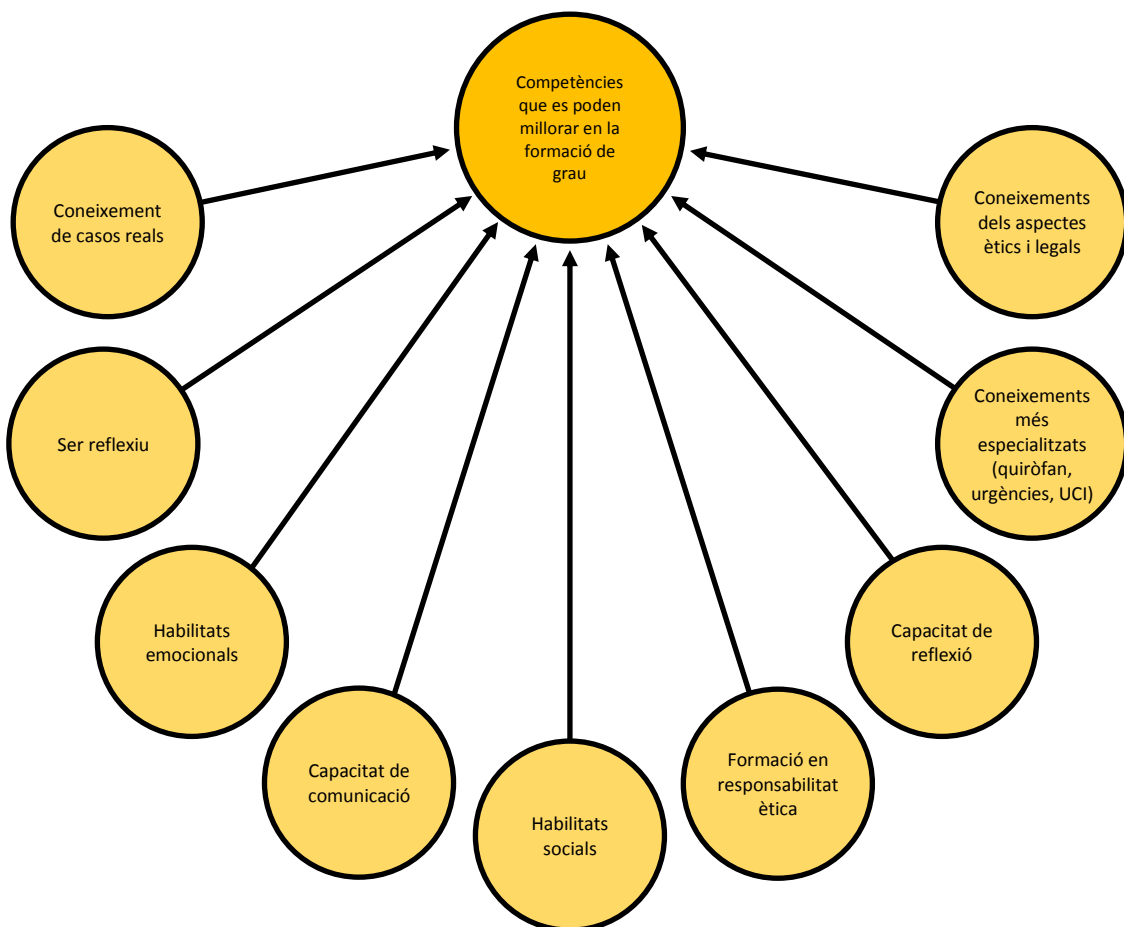 Competències
que es poden
millorar en la
formació de
grau
Coneixement
de casos reals
Ser reflexiu
Habilitats
emocionals
Capacitat de
comunicació
Habilitats
socials
Formació en
responsabilitat
ètica
Capacitat de
reflexió
Coneixements
més
especialitzats
(quiròfan,
urgències, UCI)
Coneixements
dels aspectes
ètics i legals